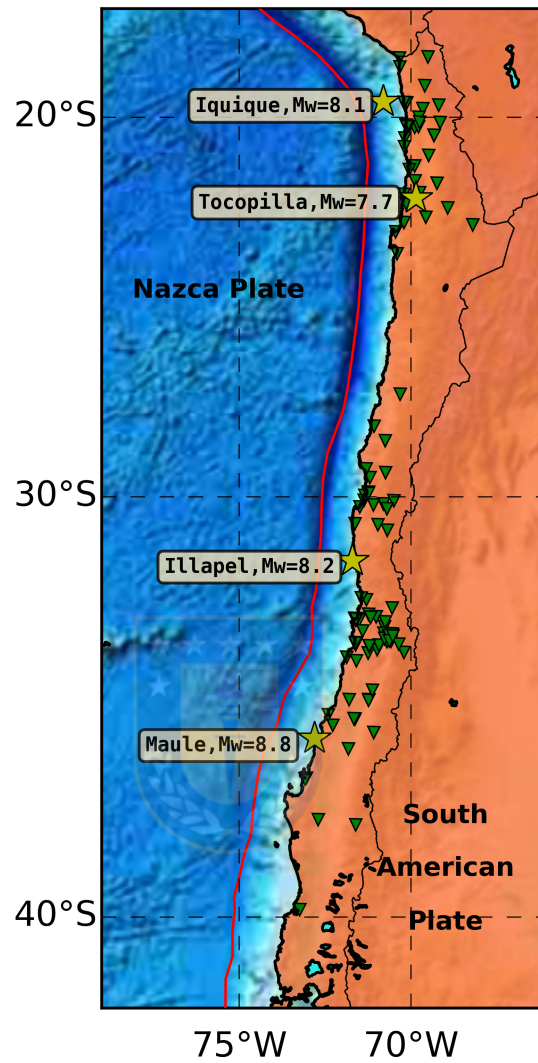 Iquique,Mw=8.1
20°S
Tocopilla,Mw=7.7
Nazca Plate
30°S
Illapel,Mw=8.2
Maule,Mw=8.8
South
American
Plate
40°S
75°W
70°W